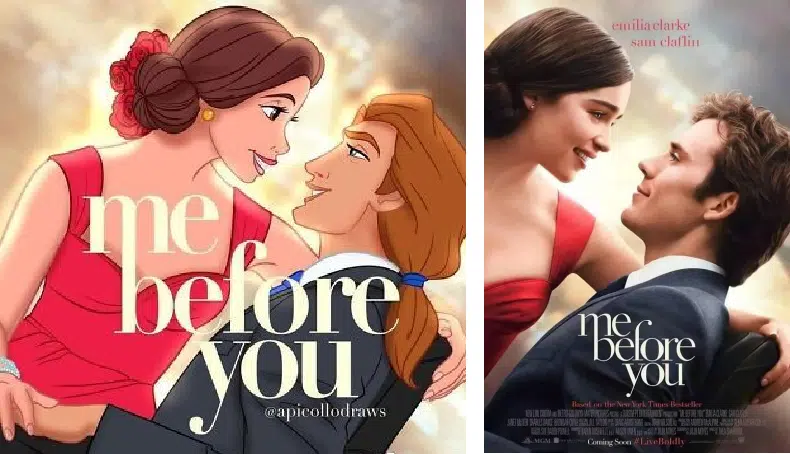 me
before
you
@apicollodraws
emilia clarke
sam claflin
me
before
you
Based on the New York Times Bestseller
MGM
Coming Soon #LiveBoldly